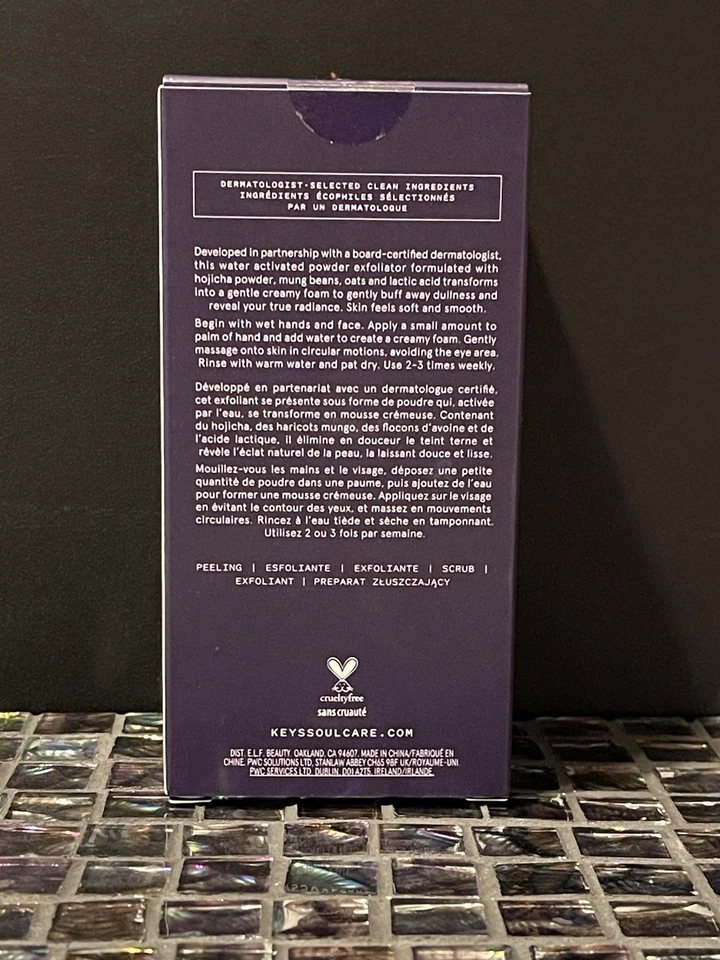 DERMATOLOGIST-SELECTED CLEAN INGREDIENTS
INGRÉDIENTS ÉCOPHILES SÉLECTIONNÉS
PAR UN DERMATOLOGUE
Developed in partnership with a board-certified dermatologist,
this water activated powder exfoliator formulated with
hojicha powder, mung beans, oats and lactic acid transforms
into a gentle creamy foam to gently buff away dullness and
reveal your true radiance. Skin feels soft and smooth.
Begin with wet hands and face. Apply a small amount to
palm of hand and add water to create a creamy foam. Gently
massage onto skin in circular motions, avoiding the eye area.
Rinse with warm water and pat dry. Use 2-3 times weekly.
Développé en partenariat avec un dermatologue certifié,
cet exfoliant se présente sous forme de poudre qui, activée
par l'eau, se transforme en mousse crémeuse. Contenant
du hojicha, des haricots mungo, des flocons d'avoine et de
l'acide lactique, il élimine en douceur le teint terne et
révèle l'éclat naturel de la peau, la laissant douce et lisse.
Mouillez-vous les mains et le visage, déposez une petite
quantité de poudre dans une paume, puis ajoutez de l'eau
pour former une mousse crémeuse. Appliquez sur le visage
en évitant le contour des yeux, et massez en mouvements
circulaires. Rincez à l'eau tiède et sèche en tamponnant.
Utilisez 2 ou 3 fois par semaine.
PEELING | ESFOLIANTE | EXFOLIANTE | SCRUB |
EXFOLIANT | PREPARAT ZŁUSZCZAJĄCY
crueltyfree
sans cruauté
KEYSSOULCARE.COM
DIST. E.L.F. BEAUTY. OAKLAND, CA 94607. MADE IN CHINA/FABRIQUÉ EN
CHINE. PWC SOLUTIONS LTD, STANLAW ABBEY CH65 9BF UK/ROYAUME-UNI.
PWC SERVICES LTD. DUBLIN, D01 A2T5, IRELAND/IRLANDE.